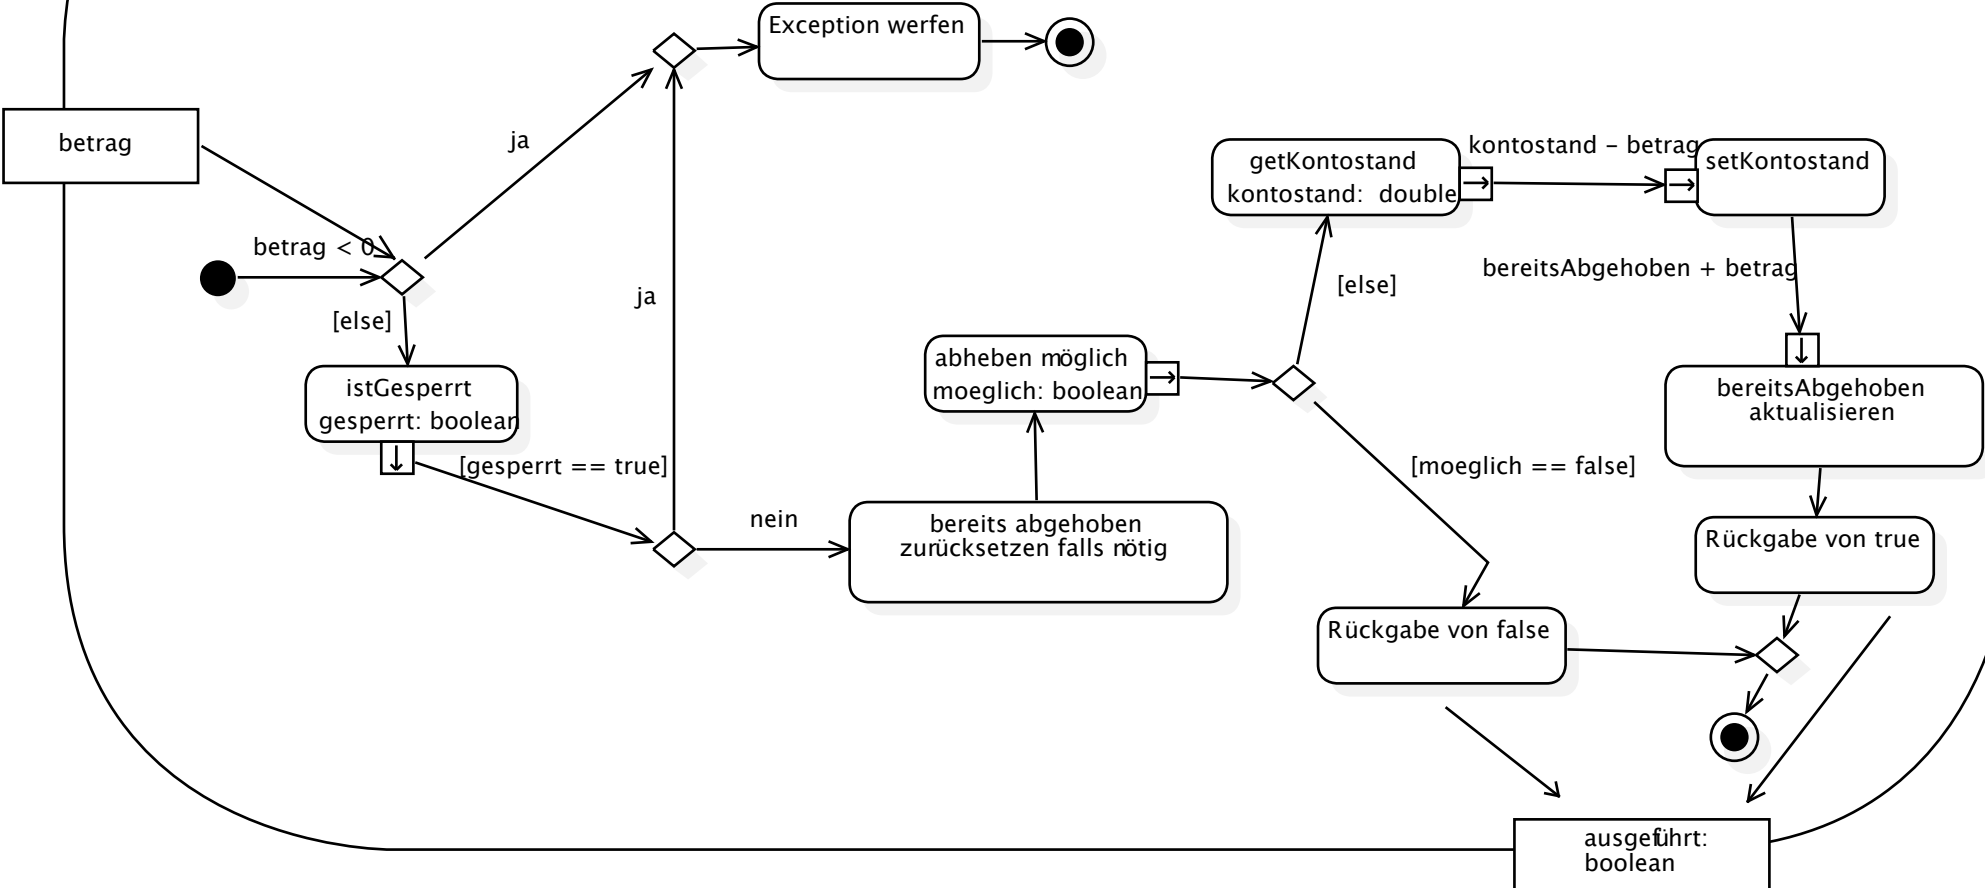 Exception werfen
betrag
ja
betrag < 0
[else]
istGesperrt
gesperrt: boolean
[gesperrt == true]
ja
nein
bereits abgehoben
zurücksetzen falls nötig
abheben möglich
moeglich: boolean
[else]
getKontostand
kontostand: double
kontostand – betrag
setKontostand
bereitsAbgehoben + betrag
bereitsAbgehoben
aktualisieren
[moeglich == false]
Rückgabe von true
Rückgabe von false
ausgeführt:
boolean